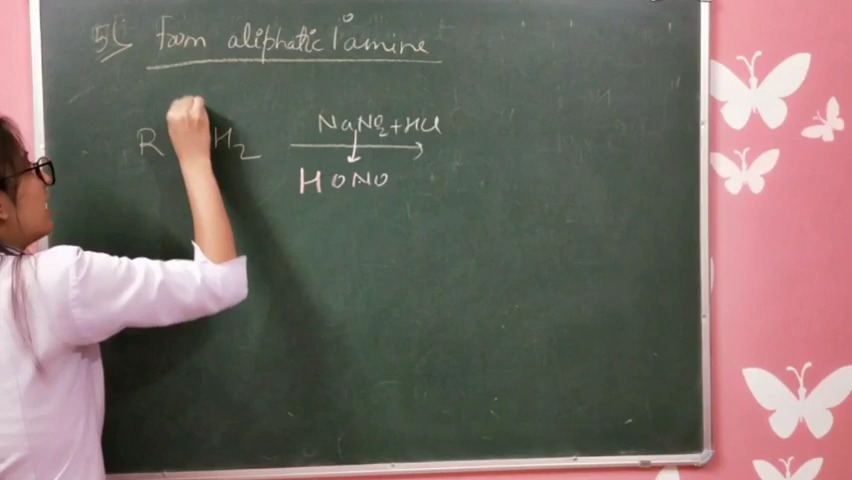 5) From aliphatic 1° amine
NaNO2+HCl
R H2
HONO